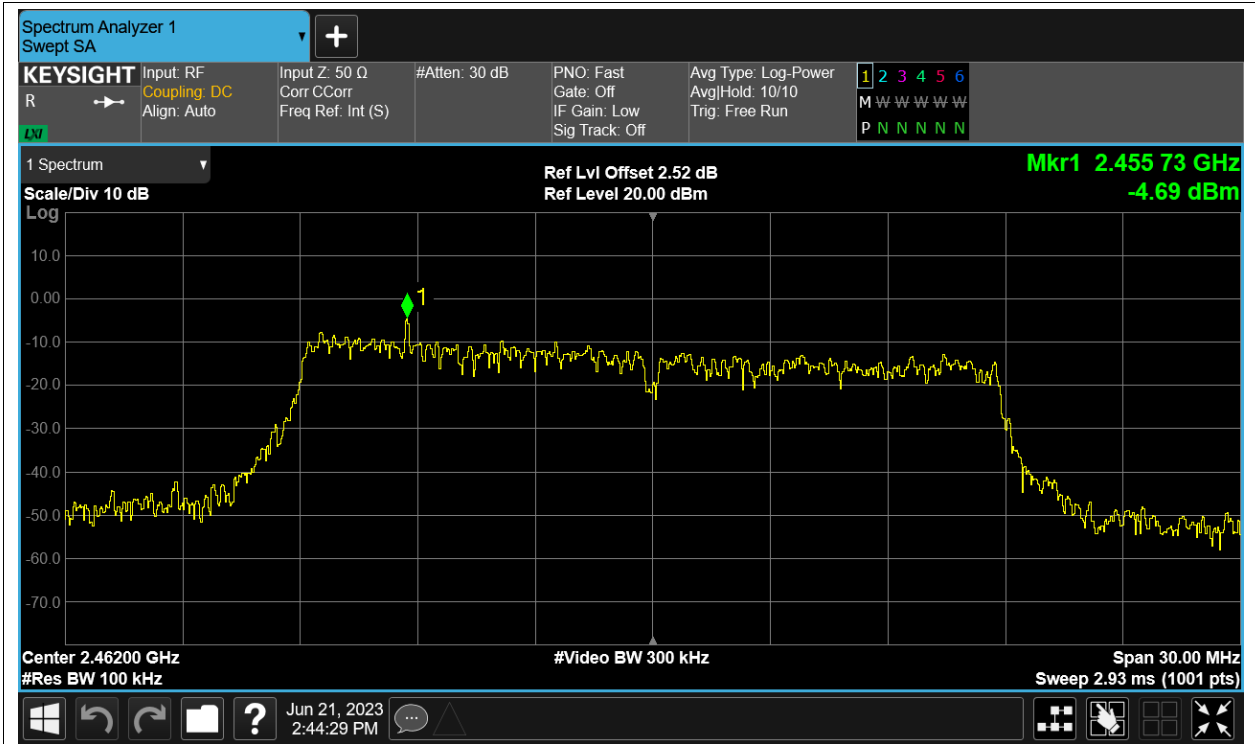 Spectrum Analyzer 1
Swept SA
KEYSIGHT
R
LXI
Input: RF
Coupling: DC
Align: Auto
Input Z: 50 Ω
Corr CCorr
Freq Ref: Int (S)
#Atten: 30 dB
PNO: Fast
Gate: Off
IF Gain: Low
Sig Track: Off
Avg Type: Log-Power
Avg|Hold: 10/10
Trig: Free Run
1 2 3 4 5 6
M W W W W W
P N N N N N
1 Spectrum
Scale/Div 10 dB
Ref Lvl Offset 2.52 dB
Ref Level 20.00 dBm
Mkr1 2.455 73 GHz
-4.69 dBm
Log
10.0
0.00
-10.0
-20.0
-30.0
-40.0
-50.0
-60.0
-70.0
1
Center 2.46200 GHz
#Res BW 100 kHz
#Video BW 300 kHz
Span 30.00 MHz
Sweep 2.93 ms (1001 pts)
?
Jun 21, 2023
2:44:29 PM